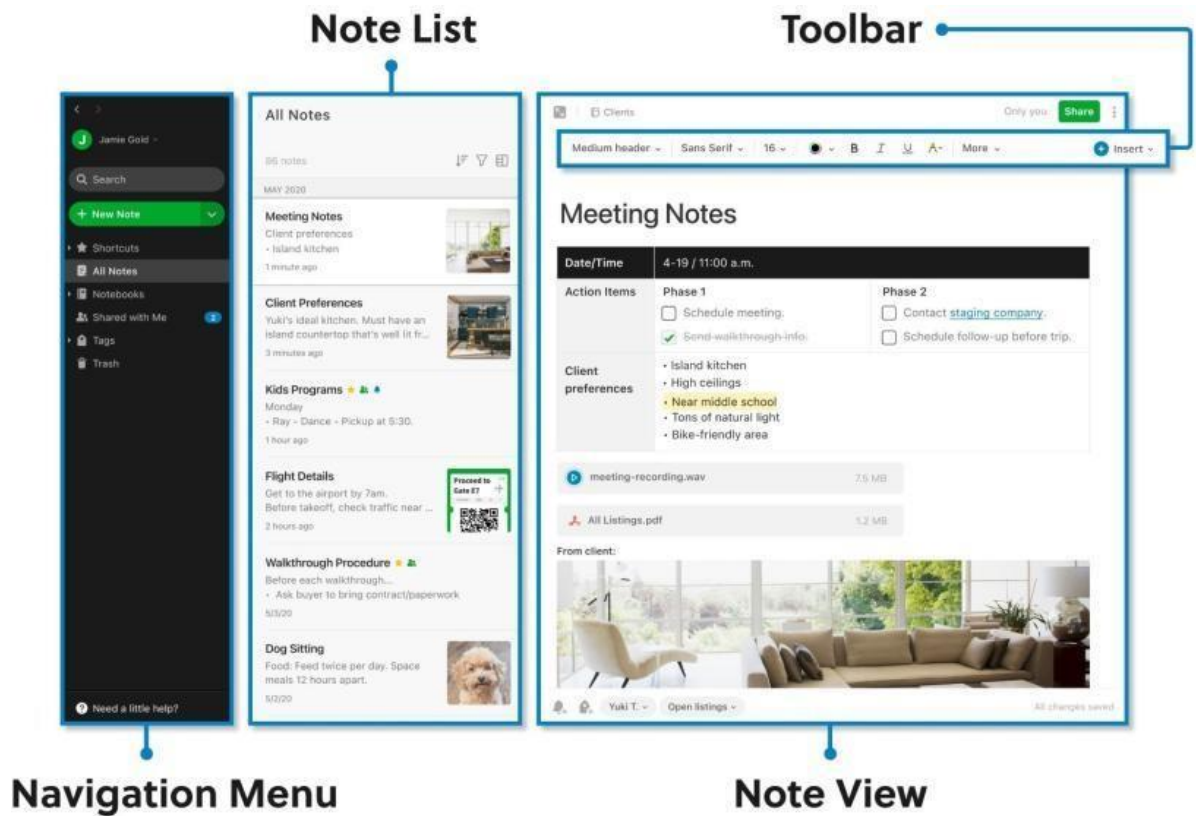 Note List
Toolbar
Jamie Gold
Search
+ New Note
Shortcuts
All Notes
Notebooks
Shared with Me 2
Tags
Trash
Need a little help?
All Notes
86 notes
MAY 2020
Meeting Notes
Client preferences
• Island kitchen
1 minute ago
Client Preferences
Yuki's ideal kitchen. Must have an
island countertop that's well lit fr...
3 minutes ago
Kids Programs
Monday
• Ray - Dance - Pickup at 5:30.
1 hour ago
Flight Details
Get to the airport by 7am.
Before takeoff, check traffic near ...
2 hours ago
Proceed to
Gate E7
Walkthrough Procedure
Before each walkthrough...
• Ask buyer to bring contract/paperwork
5/3/20
Dog Sitting
Food: Feed twice per day. Space
meals 12 hours apart.
5/2/20
Clients Only you Share
Medium header Sans Serif 16 B I U A More Insert
Meeting Notes
Date/Time 4-19 / 11:00 a.m.
Action Items Phase 1 Phase 2
Schedule meeting. Contact staging company.
Send walkthrough info. Schedule follow-up before trip.
Client
preferences
• Island kitchen
• High ceilings
• Near middle school
• Tons of natural light
• Bike-friendly area
meeting-recording.wav 7.5 MB
All Listings.pdf 1.2 MB
From client:
Yuki T. Open listings All changes saved
Navigation Menu
Note View